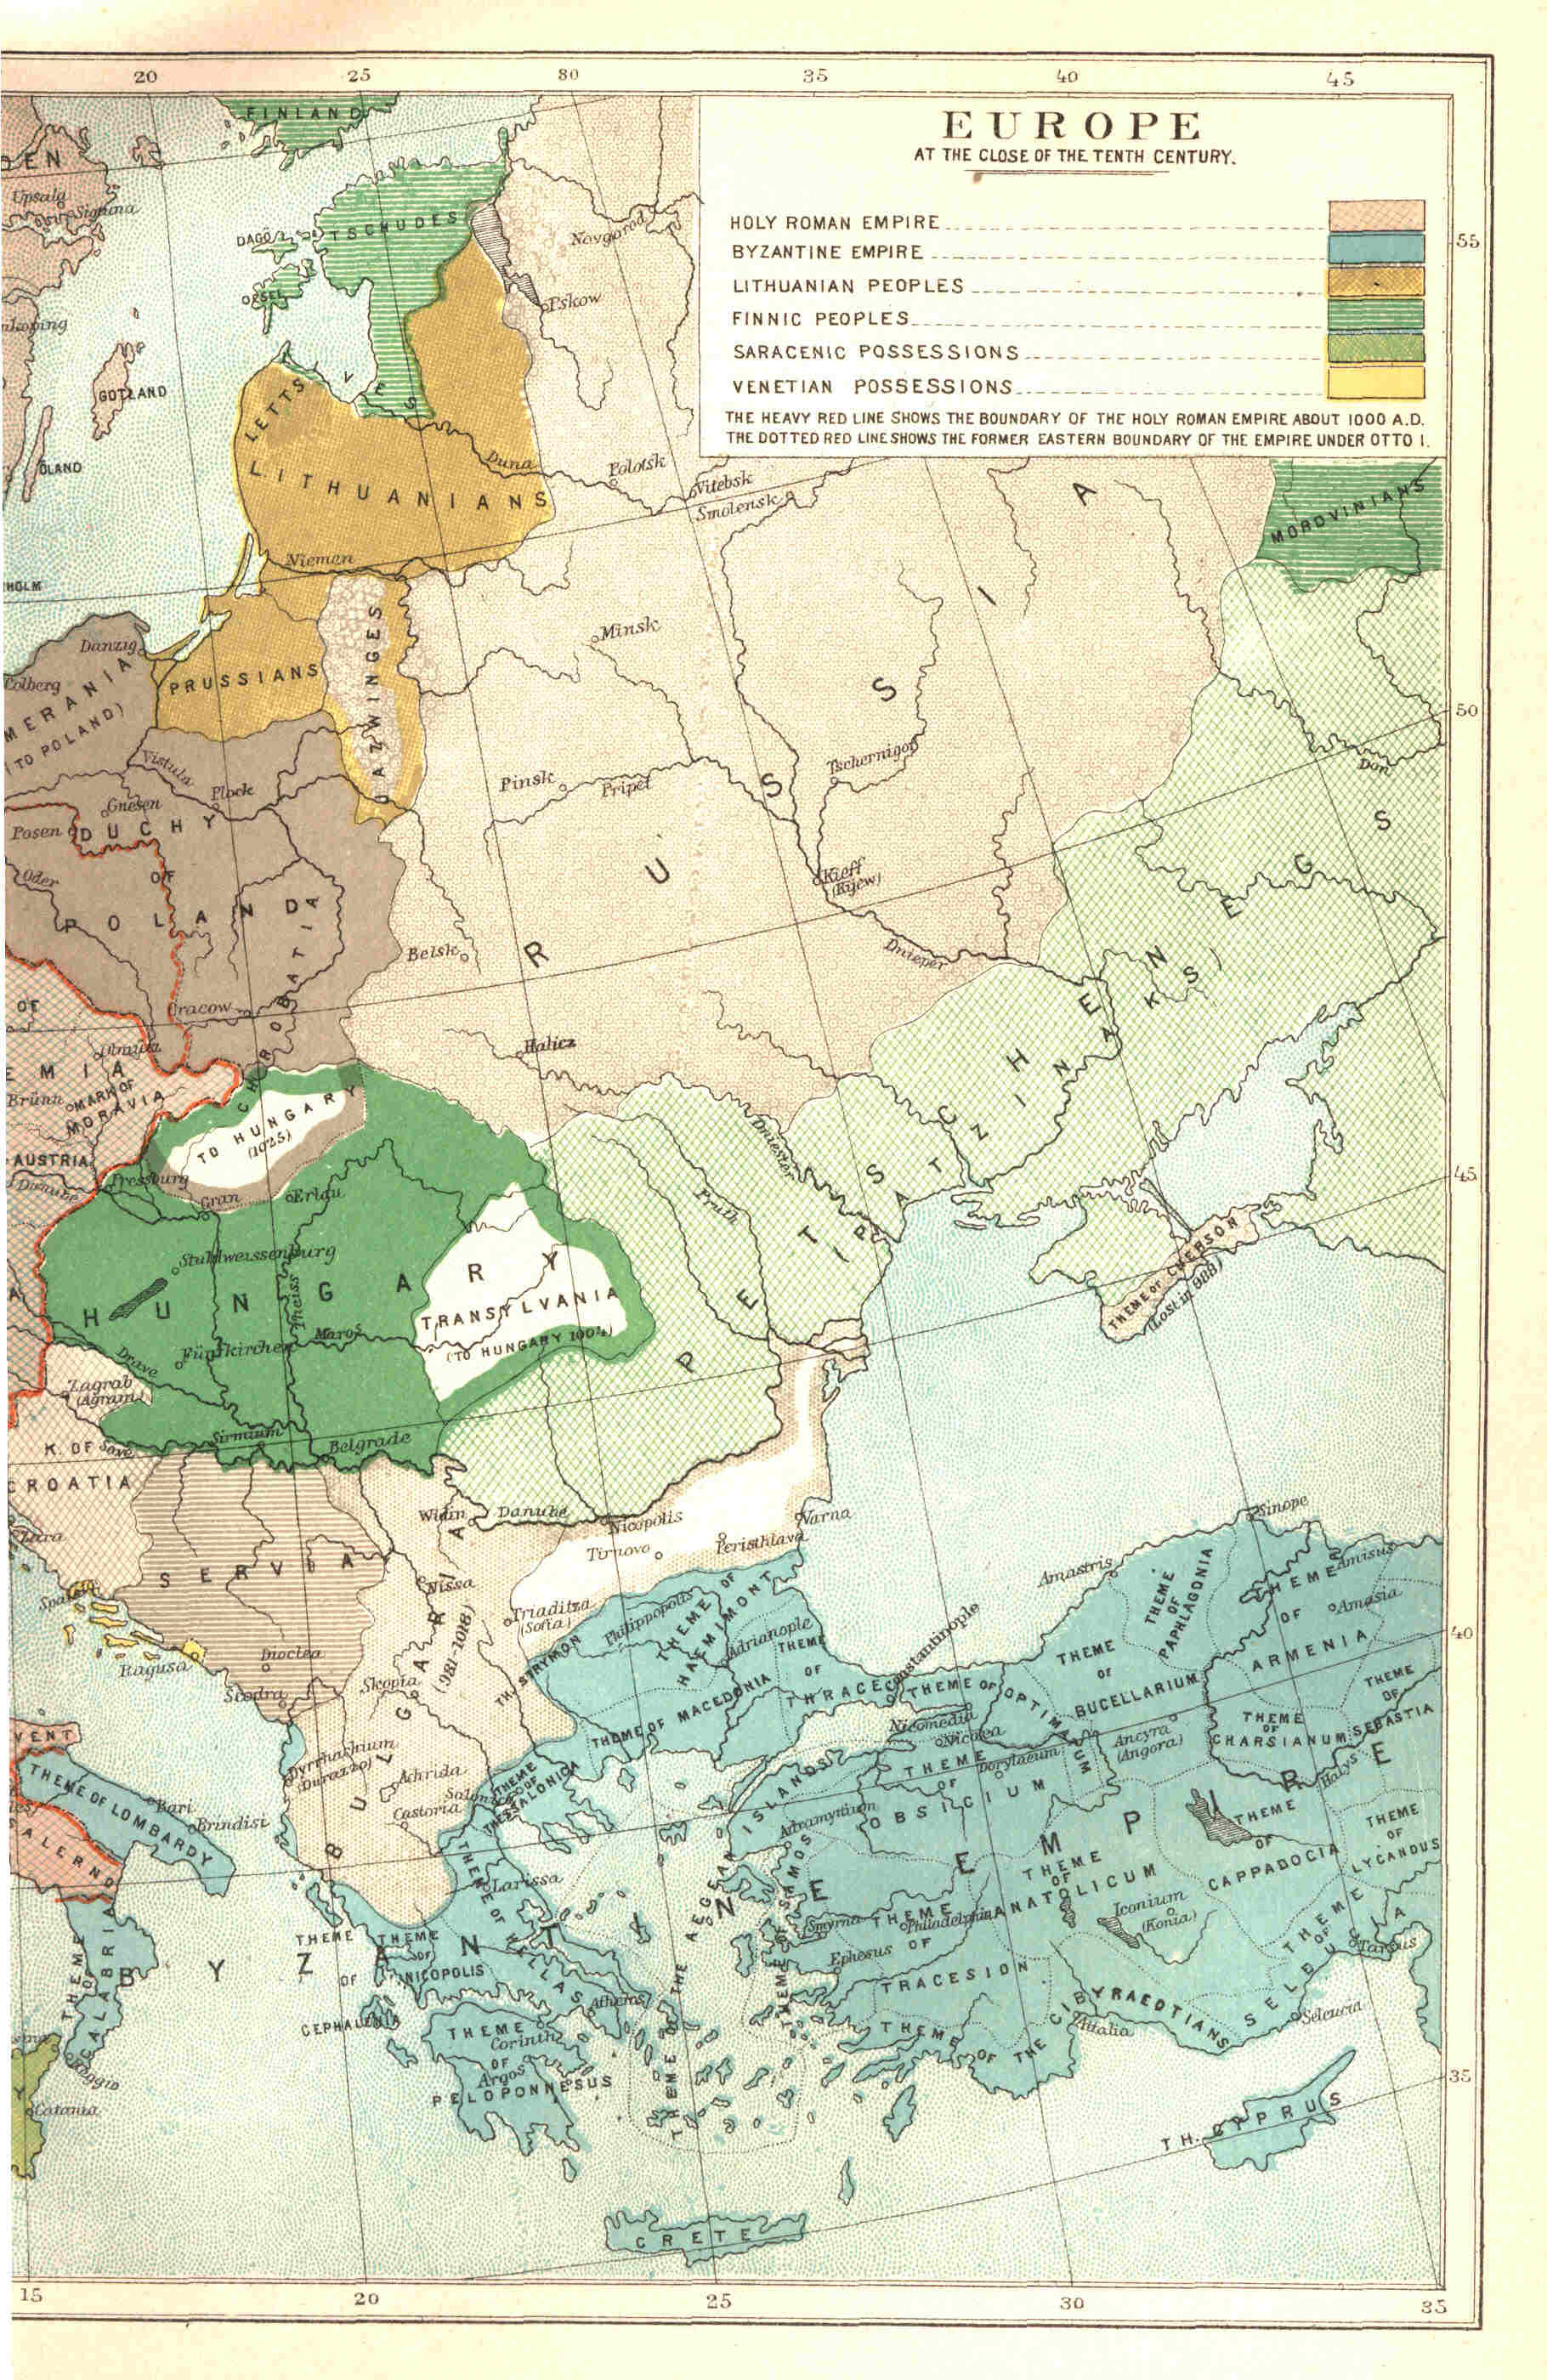 20 25 30 35 40 45
EUROPE
AT THE CLOSE OF THE TENTH CENTURY.
HOLY ROMAN EMPIRE
BYZANTINE EMPIRE
LITHUANIAN PEOPLES
FINNIC PEOPLES
SARACENIC POSSESSIONS
VENETIAN POSSESSIONS
THE HEAVY RED LINE SHOWS THE BOUNDARY OF THE HOLY ROMAN EMPIRE ABOUT 1000 A.D.
THE DOTTED RED LINE SHOWS THE FORMER EASTERN BOUNDARY OF THE EMPIRE UNDER OTTO I.
55
50
45
40
35
FINLAND
DEN
Upsala
Sigtuna
TSCHUDES
DAGÖ
OESEL
Novgorod
Pskow
GOTLAND
ÖLAND
LETTS
LIVES
LITHUANIANS
Duna
Polotsk
Vitebsk
Smolensk
MORDVINIANS
Niemen
HOLM
Minsk
Danzig
Colberg
MERANIA
(TO POLAND)
PRUSSIANS
JAZWINGES
Vistula
Plock
Gnesen
Posen
DUCHY
OF
POLAND
Oder
Pinsk
Pripet
Tschernigof
Don
RUSSIA
Kieff
(Kijew)
Belsk
Dnieper
Cracow
CHROBATIA
OF
Olmütz
EMIA
Brünn
MARK OF
MORAVIA
Halicz
PETSCHENEGS
(PATZINAKS)
TO HUNGARY
(1025)
AUSTRIA
Danube
Pressburg
Gran
Erlau
Dniester
Pruth
Stuhlweissenburg
HUNGARY
Theiss
TRANSYLVANIA
(TO HUNGARY 1004)
Maros
Fünfkirchen
Drave
Zagrab
(Agram)
THEME OF CHERSON
(Lost in 988)
K. OF
CROATIA
Save
Sirmium
Belgrade
Zara
SERVIA
Widin
Danube
Nicopolis
Tirnovo
Peristhlava
Varna
Nissa
Spalato
Triaditza
(Sofia)
Philippopolis
THEME OF
HAEMIMONT
Adrianople
Ragusa
Dioclea
Scodra
Skopia
BULGARIA
(981-1018)
TH. STRYMON
THEME OF MACEDONIA
THEME
OF
THRACE
Constantinople
Amastris
Sinope
Amisus
Amasia
THEME
OF
PAPHLAGONIA
THEME
OF
ARMENIA
THEME OF OPTIMACUM
THEME
OF
BUCELLARIUM
THEME
OF
CHARSIANUM
THEME
OF
SEBASTIA
Nicomedia
Nicaea
Ancyra
(Angora)
Halys
Dorylaeum
THEME
OF
OBSICIUM
VENT
THEME OF LOMBARDY
Bari
Brindisi
SALERNO
Dyrrhachium
(Durazzo)
Achrida
Castoria
THEME
OF
THESSALONICA
Adramyttium
THEME
OF
CAPPADOCIA
THEME
OF
LYCANDUS
BYZANTINE EMPIRE
THEME
OF
ANATOLICUM
Larissa
THEME OF HELLAS
THEME OF THE AEGEAN ISLANDS
THEME OF SAMOS
Smyrna
Philadelphia
Iconium
(Konia)
Ephesus
THEME
OF
TRACESION
THEME OF SELEUCIA
Tarsus
Seleucia
THEME
OF
CALABRIA
Reggio
Catania
THEME
OF
CEPHALENIA
THEME
OF
NICOPOLIS
Athens
THEME
Corinth
OF
Argos
PELOPONNESUS
THEME OF THE CIBYRAEOTIANS
Attalia
TH. CYPRUS
CRETE
15 20 25 30 35